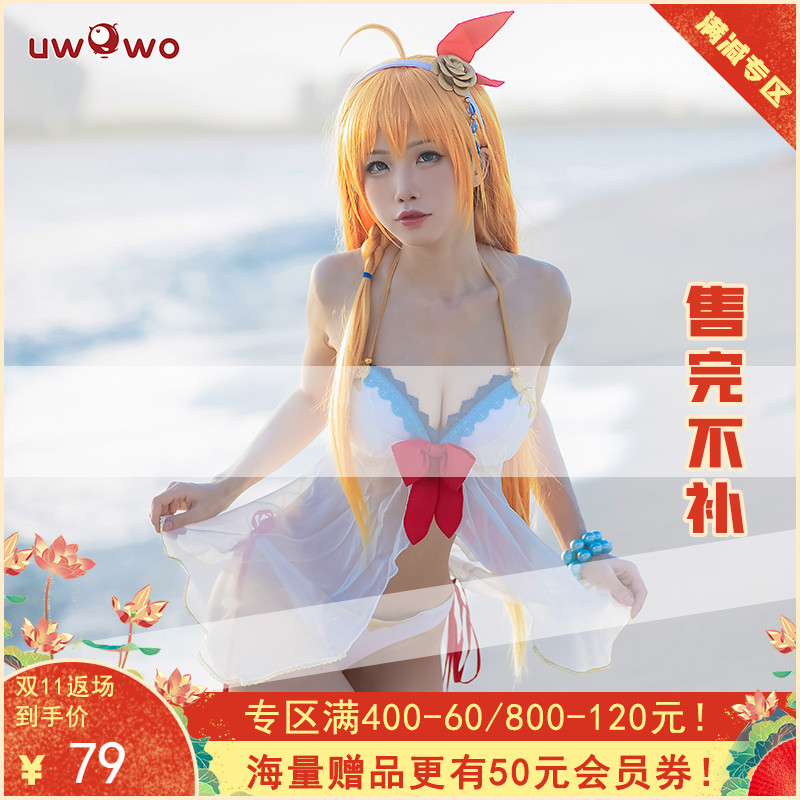 uwowo
满减专区
售完不补
双11返场
到手价
¥ 79
专区满400-60/800-120元！
海量赠品更有50元会员券！